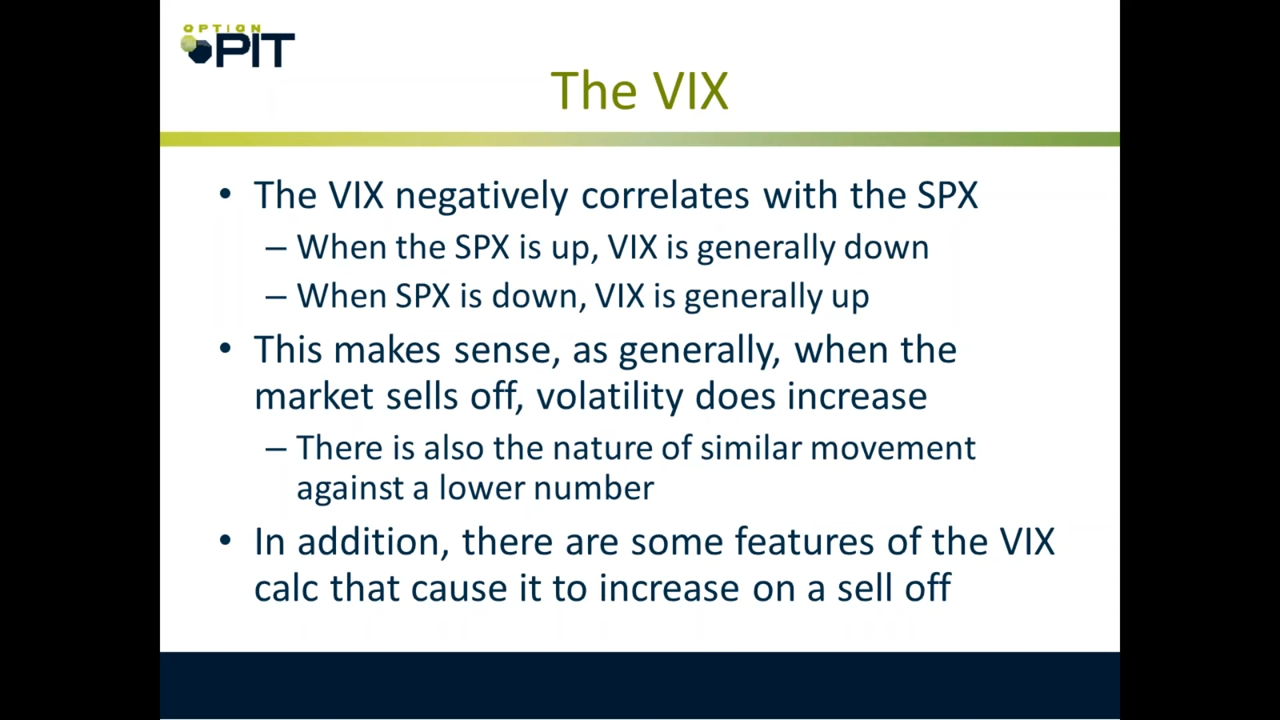 OPTION
PIT
The VIX
• The VIX negatively correlates with the SPX
– When the SPX is up, VIX is generally down
– When SPX is down, VIX is generally up
• This makes sense, as generally, when the
market sells off, volatility does increase
– There is also the nature of similar movement
against a lower number
• In addition, there are some features of the VIX
calc that cause it to increase on a sell off